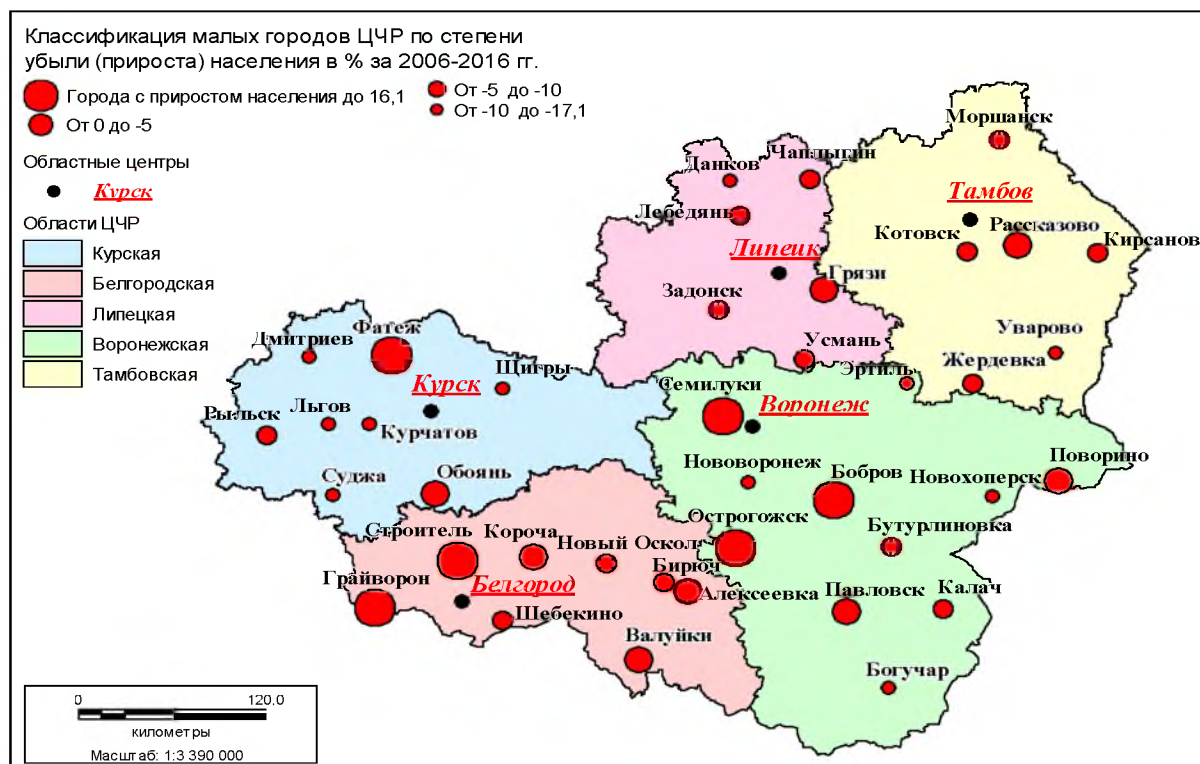 Классификация малых городов ЦЧР по степени
убыли (прироста) населения в % за 2006-2016 гг.
Города с приростом населения до 16,1
От 0 до -5
От -5 до -10
От -10 до -17,1
Областные центры
Курск
Области ЦЧР
Курская
Белгородская
Липецкая
Воронежская
Тамбовская
Моршанск
Данков
Чаплыгин
Лебедянь
Тамбов
Котовск
Рассказово
Кирсанов
Липецк
Грязи
Задонск
Уварово
Усмань
Эртиль
Жердевка
Дмитриев
Фатеж
Щигры
Курск
Рыльск
Льгов
Курчатов
Суджа
Обоянь
Семилуки
Воронеж
Нововоронеж
Бобров
Новохоперск
Поворино
Острогожск
Бутурлиновка
Строитель
Короча
Новый Оскол
Бирюч
Грайворон
Белгород
Алексеевка
Павловск
Калач
Шебекино
Валуйки
Богучар
0
120.0
километры
Масштаб: 1:3 390 000